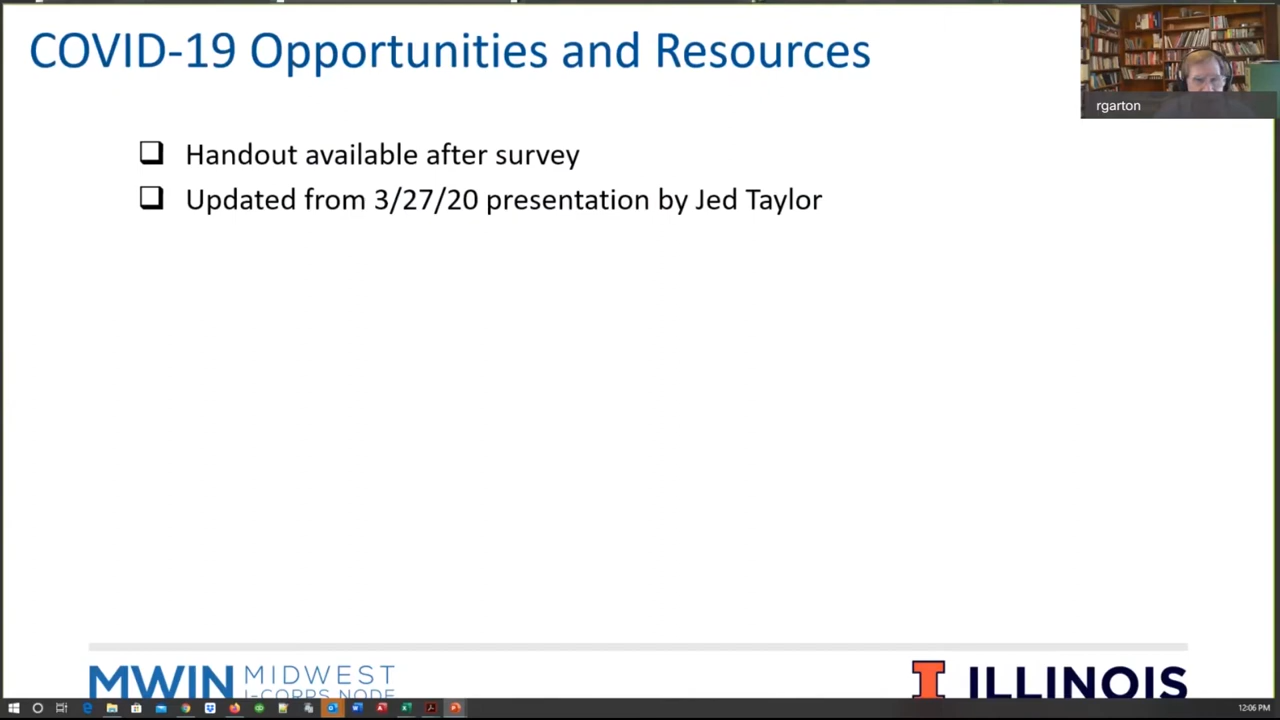 COVID-19 Opportunities and Resources
rgarton
Handout available after survey
Updated from 3/27/20 presentation by Jed Taylor
MWIN MIDWEST
I-CORPS NODE
I ILLINOIS
12:06 PM